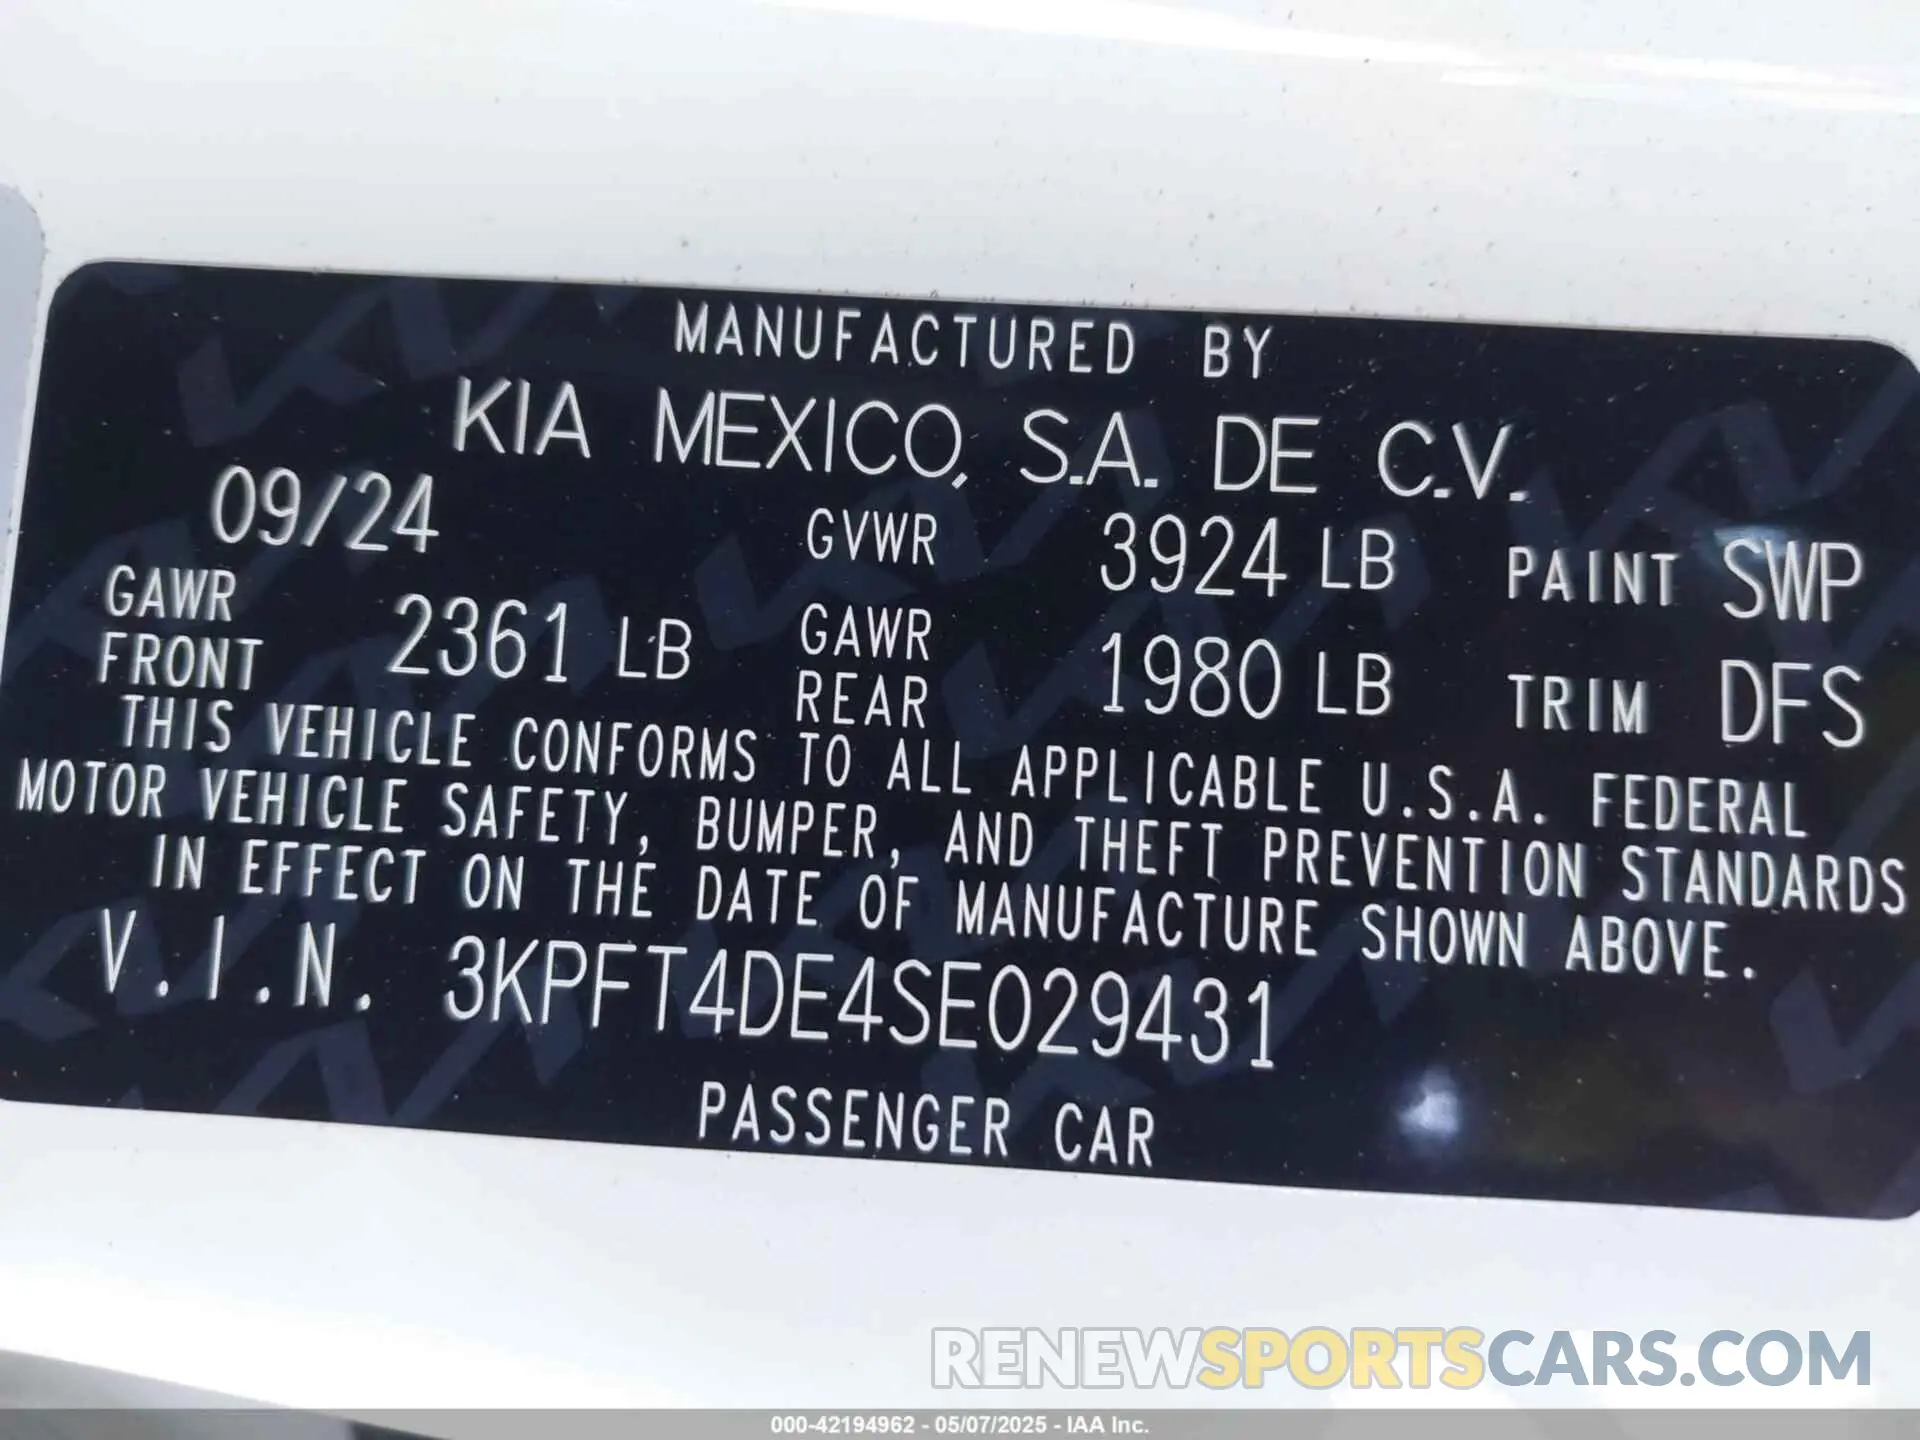 MANUFACTURED BY
KIA MEXICO, S.A. DE C.V.
09/24 GVWR 3924 LB PAINT SWP
GAWR FRONT 2361 LB GAWR REAR 1980 LB TRIM DFS
THIS VEHICLE CONFORMS TO ALL APPLICABLE U.S.A. FEDERAL
MOTOR VEHICLE SAFETY, BUMPER, AND THEFT PREVENTION STANDARDS
IN EFFECT ON THE DATE OF MANUFACTURE SHOWN ABOVE.
V.I.N. 3KPFT4DE4SE029431
PASSENGER CAR
RENEWSPORTSCARS.COM
000-42194962 - 05/07/2025 - IAA Inc.